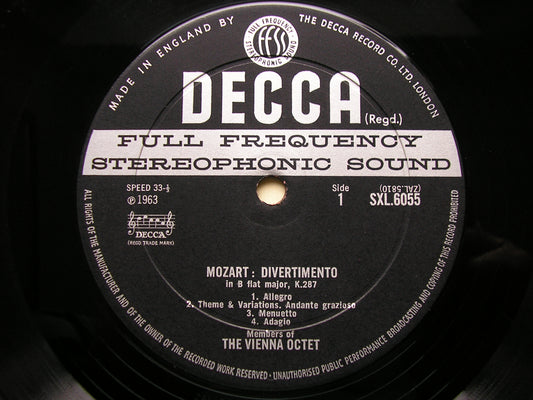 MADE IN ENGLAND BY
THE DECCA RECORD CO. LTD. LONDON
FULL FREQUENCY
ffss
STEREOPHONIC SOUND
DECCA
(Regd.)
FULL FREQUENCY
STEREOPHONIC SOUND
SPEED 33-⅓
℗ 1963
DECCA
(REGD. TRADE MARK)
Side
1
(ZAL.5810)
SXL.6055
MOZART : DIVERTIMENTO
in B flat major, K.287
1. Allegro
2. Theme & Variations. Andante grazioso
3. Menuetto
4. Adagio
Members of
THE VIENNA OCTET
ALL RIGHTS OF THE MANUFACTURER AND OF THE OWNER OF THE RECORDED WORK RESERVED · UNAUTHORISED PUBLIC PERFORMANCE BROADCASTING AND COPYING OF THIS RECORD PROHIBITED